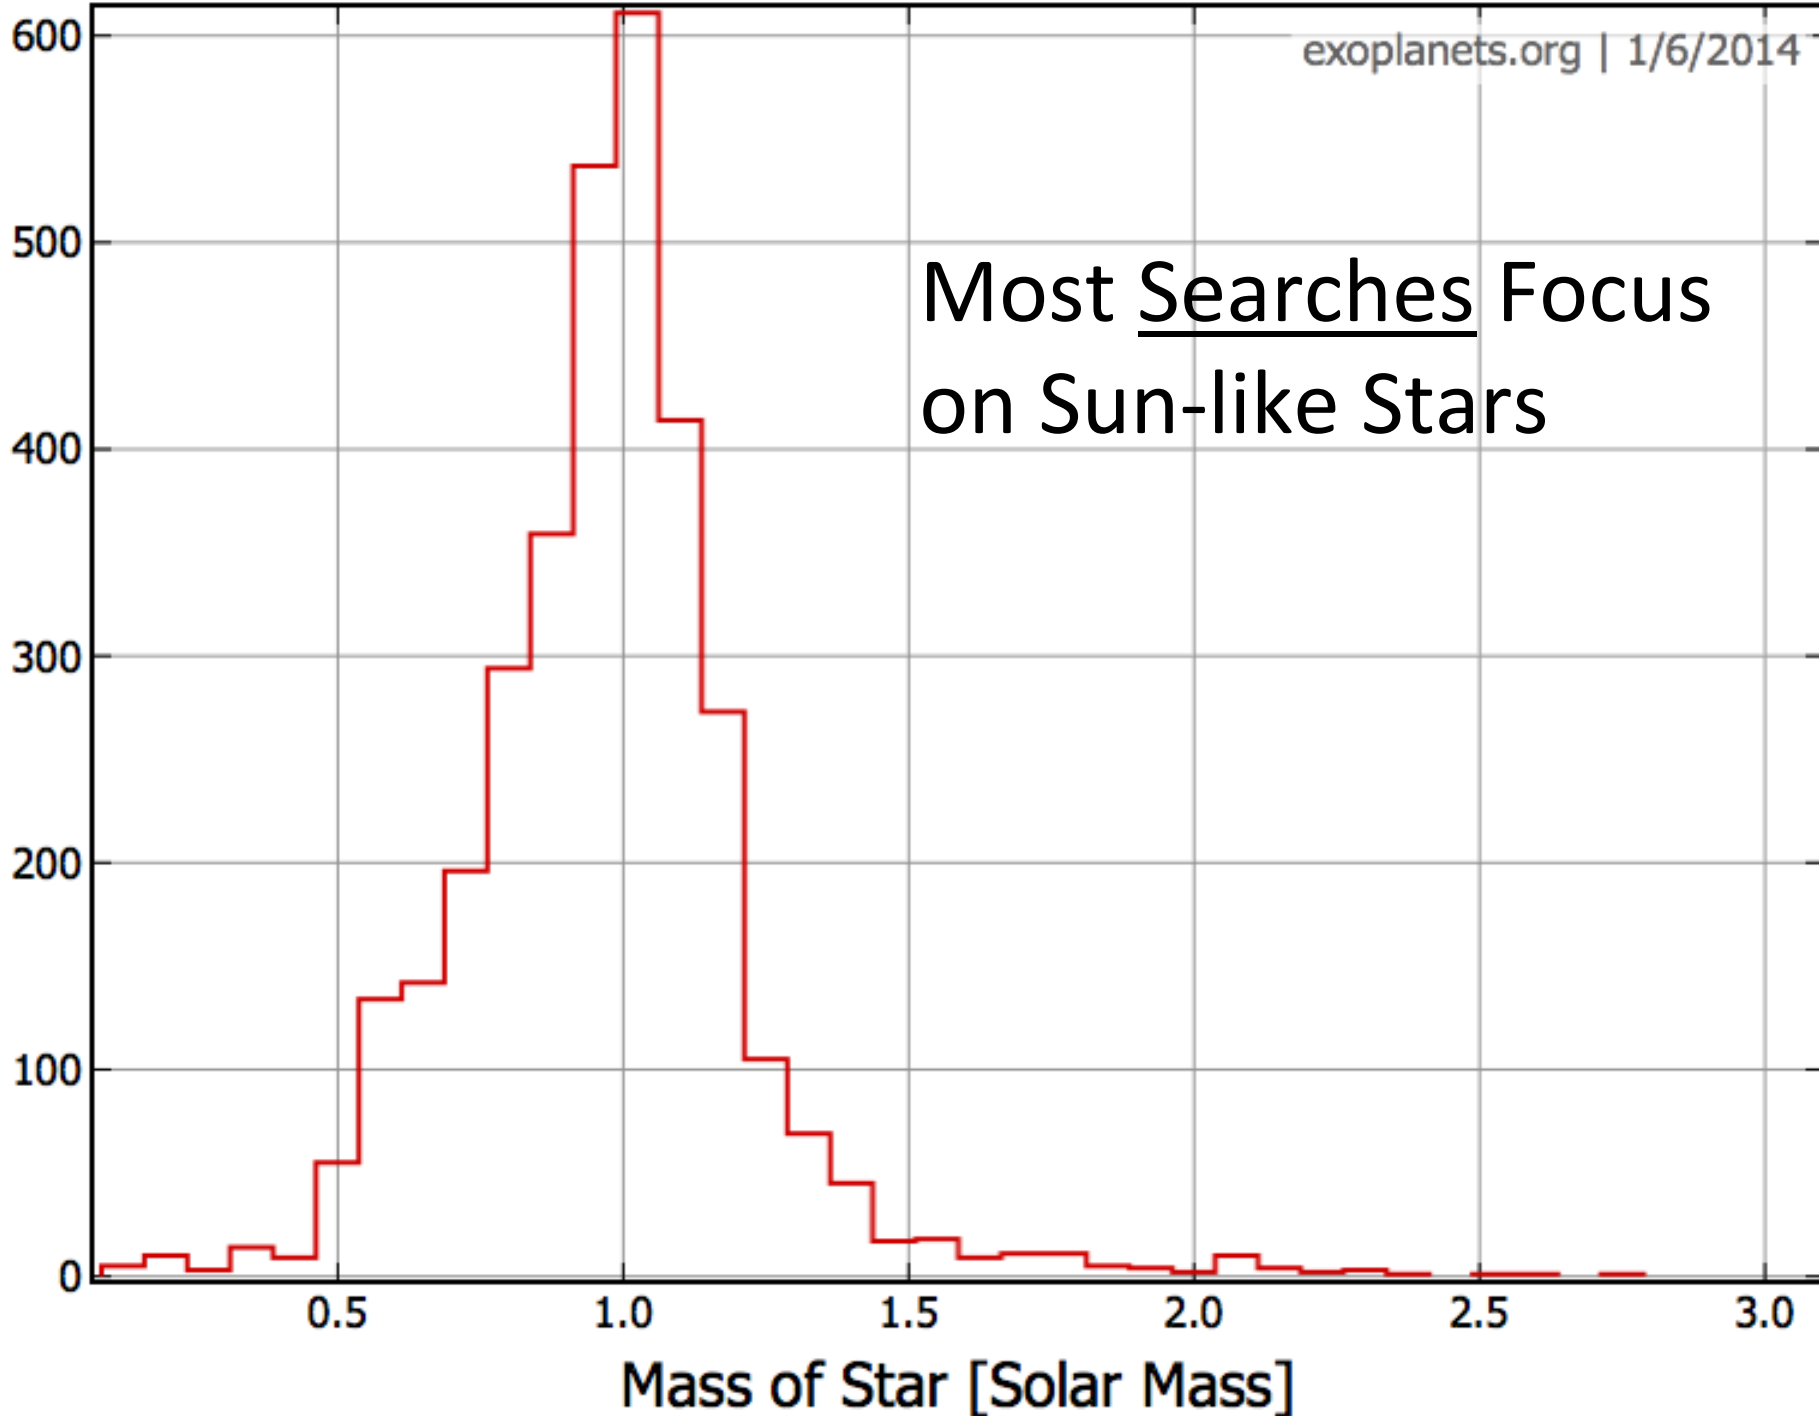 600
exoplanets.org | 1/6/2014
500
Most Searches Focus
on Sun-like Stars
400
300
200
100
0
0.5 1.0 1.5 2.0 2.5 3.0
Mass of Star [Solar Mass]